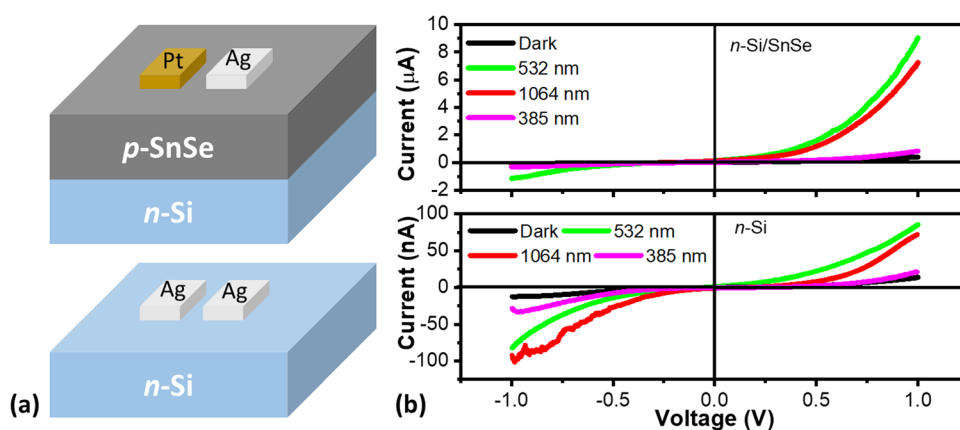 Pt
Ag
p-SnSe
n-Si
Ag
Ag
n-Si
(a)
10
8
6
4
2
0
-2
Current (µA)
Dark
532 nm
1064 nm
385 nm
n-Si/SnSe
100
50
0
-50
-100
Current (nA)
Dark 532 nm
1064 nm 385 nm
n-Si
-1.0 -0.5 0.0 0.5 1.0
Voltage (V)
(b)